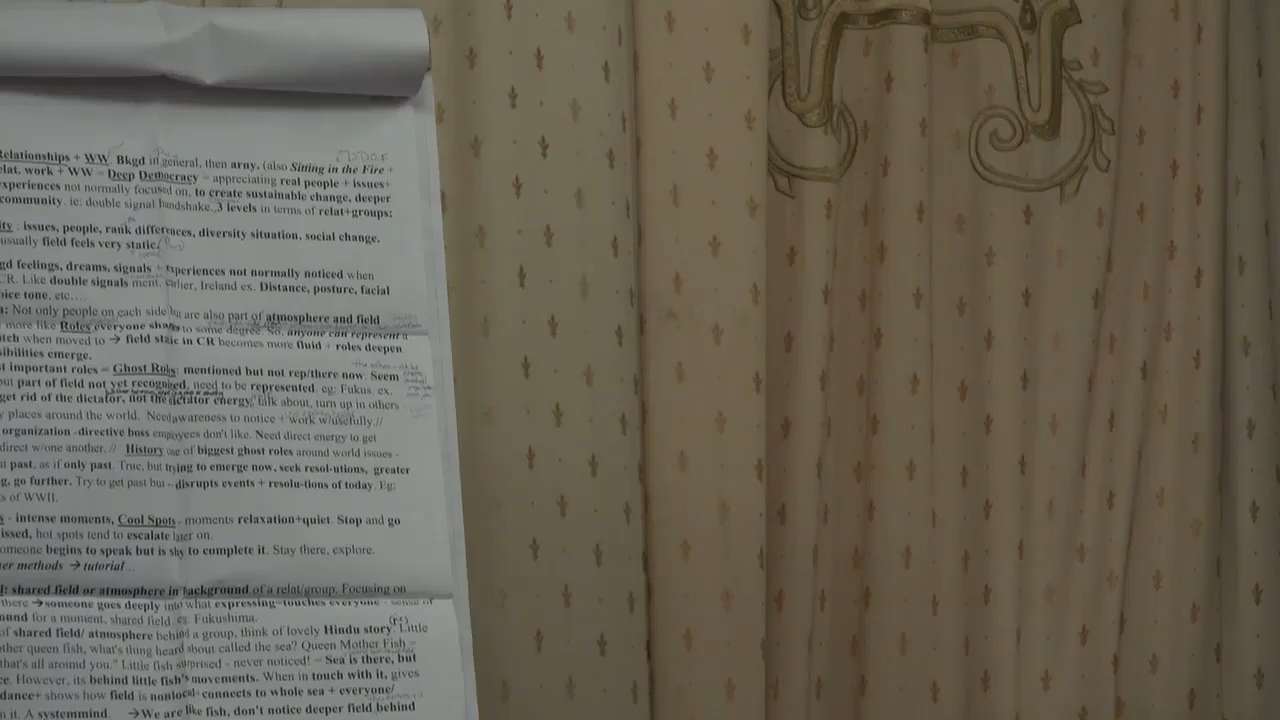 Relationships + WW Bkgd in general, then army. (also Sitting in the Fire +
elat. work + WW = Deep Democracy = appreciating real people + issues+
experiences not normally focused on, to create sustainable change, deeper
community. ie: double signal handshake. 3 levels in terms of relat+groups:
ity : issues, people, rank differences, diversity situation, social change.
usually field feels very static.
gd feelings, dreams, signals + experiences not normally noticed when
CR. Like double signals ment. earlier, Ireland ex. Distance, posture, facial
oice tone, etc….
a: Not only people on each side but are also part of atmosphere and field
more like Roles everyone shares to some degree. So, anyone can represent a
itch when moved to → field static in CR becomes more fluid + roles deepen
sibilities emerge.
t important roles = Ghost Roles: mentioned but not rep/there now. Seem
out part of field not yet recognized, need to be represented. eg: Fukus. ex.
get rid of the dictator, not the dictator energy, talk about, turn up in others
y places around the world. Need awareness to notice + work w/usefully.//
organization -directive boss employees don't like. Need direct energy to get
direct w/one another. // History one of biggest ghost roles around world issues -
t past, as if only past. True, but trying to emerge now, seek resol-utions, greater
g, go further. Try to get past but - disrupts events + resolu-tions of today. Eg:
s of WWII.
s - intense moments, Cool Spots - moments relaxation+quiet. Stop and go
issed, hot spots tend to escalate later on.
omeone begins to speak but is shy to complete it. Stay there, explore.
er methods → tutorial...
l: shared field or atmosphere in background of a relat/group. Focusing on
there → someone goes deeply into what expressing touches everyone - sense of
ound for a moment, shared field. eg. Fukushima.
of shared field/ atmosphere behind a group, think of lovely Hindu story. Little
other queen fish, what's thing heard about called the sea? Queen Mother Fish =
that's all around you." Little fish surprised - never noticed! = Sea is there, but
ce. However, its behind little fish's movements. When in touch with it, gives
dance+ shows how field is nonlocal- connects to whole sea + everyone/
n it. A systemmind. → We are like fish, don't notice deeper field behind